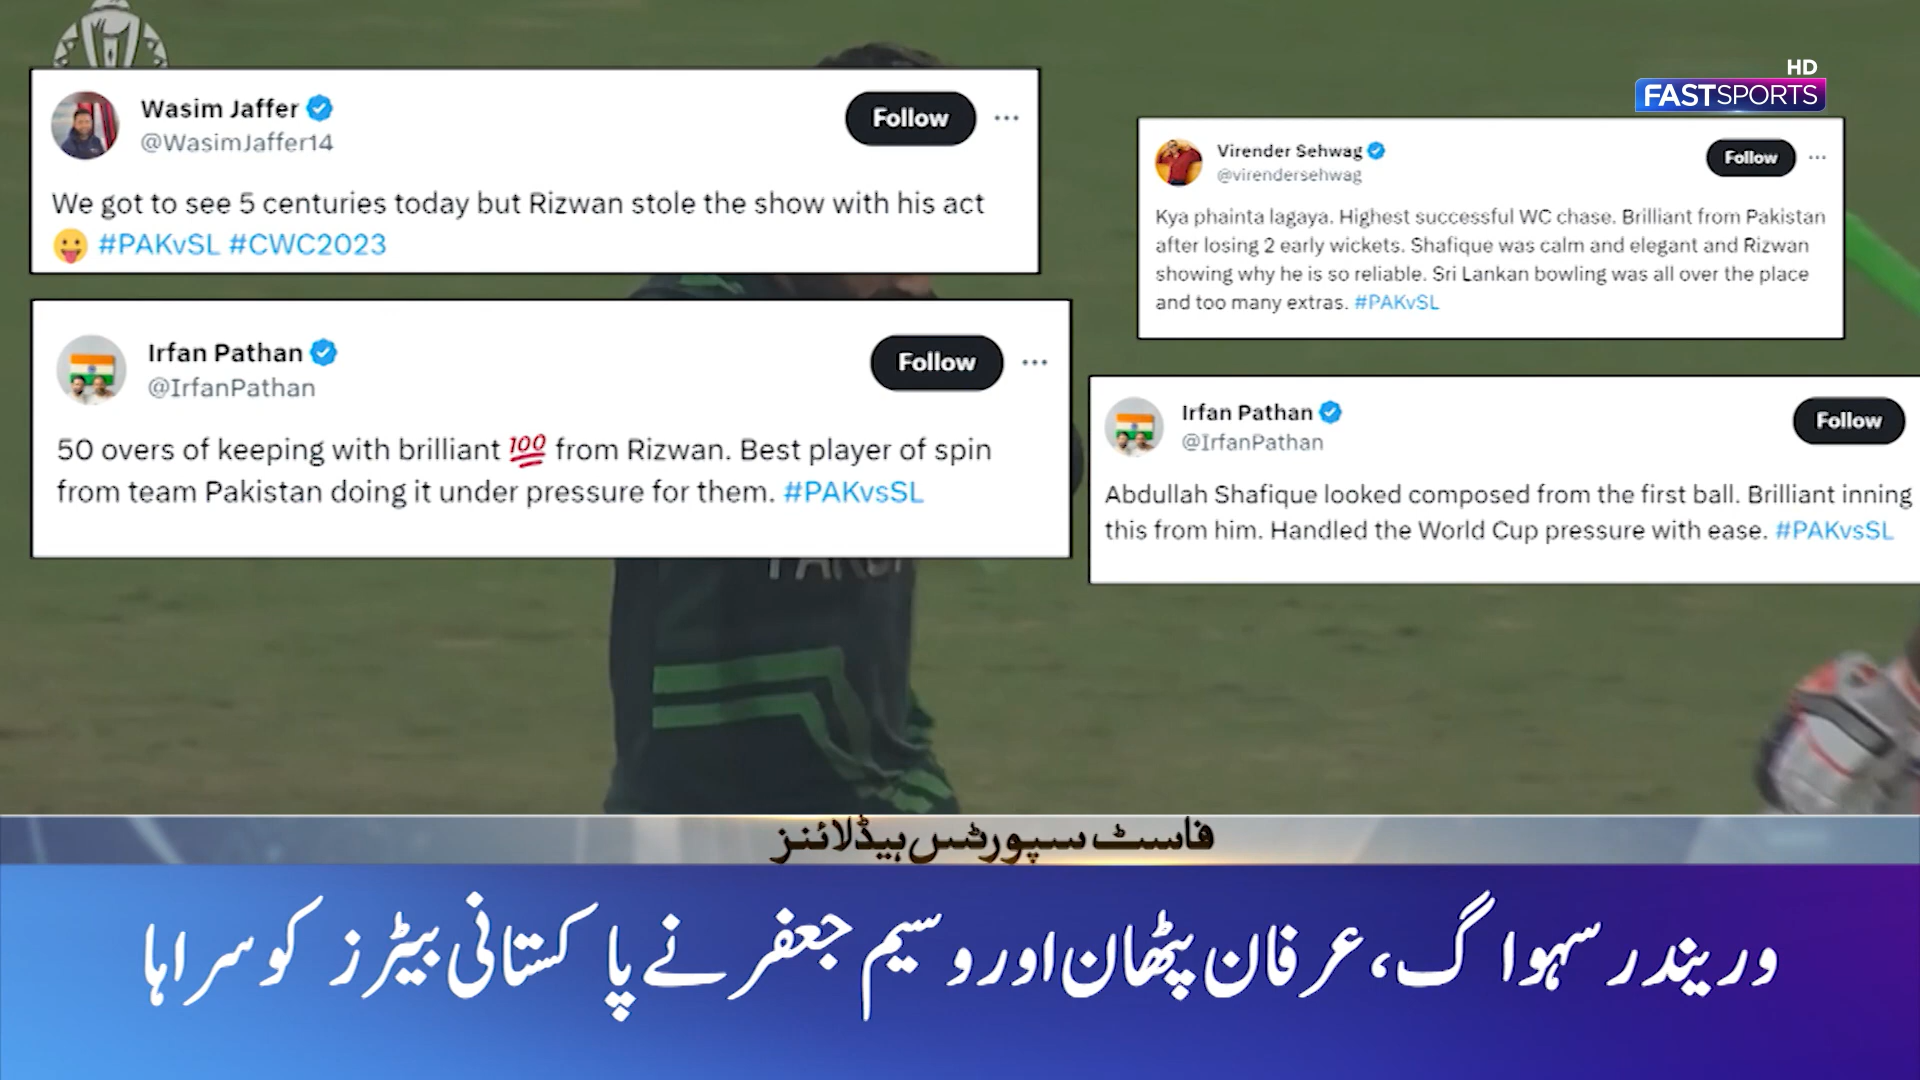 HD
FASTSPORTS
Wasim Jaffer
@WasimJaffer14
Follow
We got to see 5 centuries today but Rizwan stole the show with his act
😛 #PAKvSL #CWC2023
Virender Sehwag
@virendersehwag
Follow
Kya phainta lagaya. Highest successful WC chase. Brilliant from Pakistan
after losing 2 early wickets. Shafique was calm and elegant and Rizwan
showing why he is so reliable. Sri Lankan bowling was all over the place
and too many extras. #PAKvSL
Irfan Pathan
@IrfanPathan
Follow
50 overs of keeping with brilliant 💯 from Rizwan. Best player of spin
from team Pakistan doing it under pressure for them. #PAKvsSL
Irfan Pathan
@IrfanPathan
Follow
Abdullah Shafique looked composed from the first ball. Brilliant inning
this from him. Handled the World Cup pressure with ease. #PAKvsSL
فاسٹ سپورٹس ہیڈلائنز
وریندر سہواگ، عرفان پٹھان اور وسیم جعفر نے پاکستانی بیٹرز کو سراہا